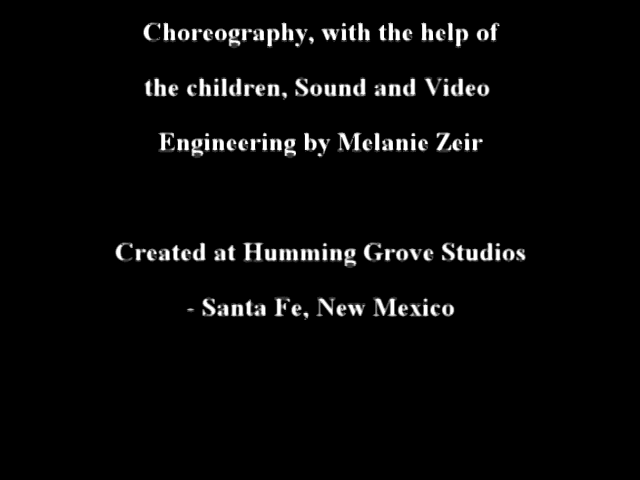 Choreography, with the help of
the children, Sound and Video
Engineering by Melanie Zeir
Created at Humming Grove Studios
- Santa Fe, New Mexico